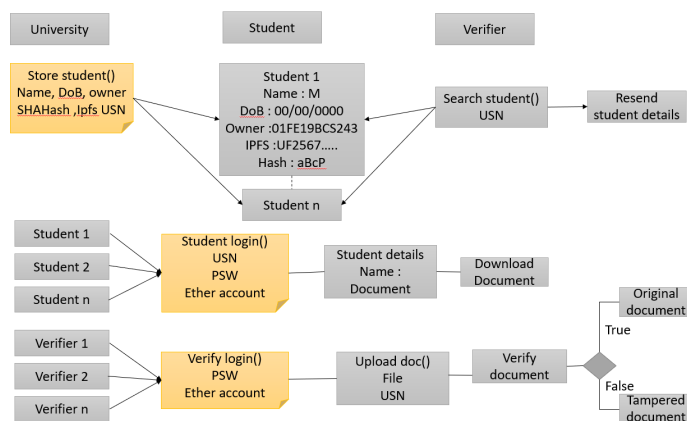 University
Student
Verifier
Store student()
Name, DoB, owner
SHAHash ,Ipfs USN
Student 1
Name : M
DoB : 00/00/0000
Owner :01FE19BCS243
IPFS :UF2567.....
Hash : aBcP
Search student()
USN
Resend
student details
Student n
Student 1
Student 2
Student n
Student login()
USN
PSW
Ether account
Student details
Name :
Document
Download
Document
Verifier 1
Verifier 2
Verifier n
Verify login()
PSW
Ether account
Upload doc()
File
USN
Verify
document
Original
document
True
False
Tampered
document